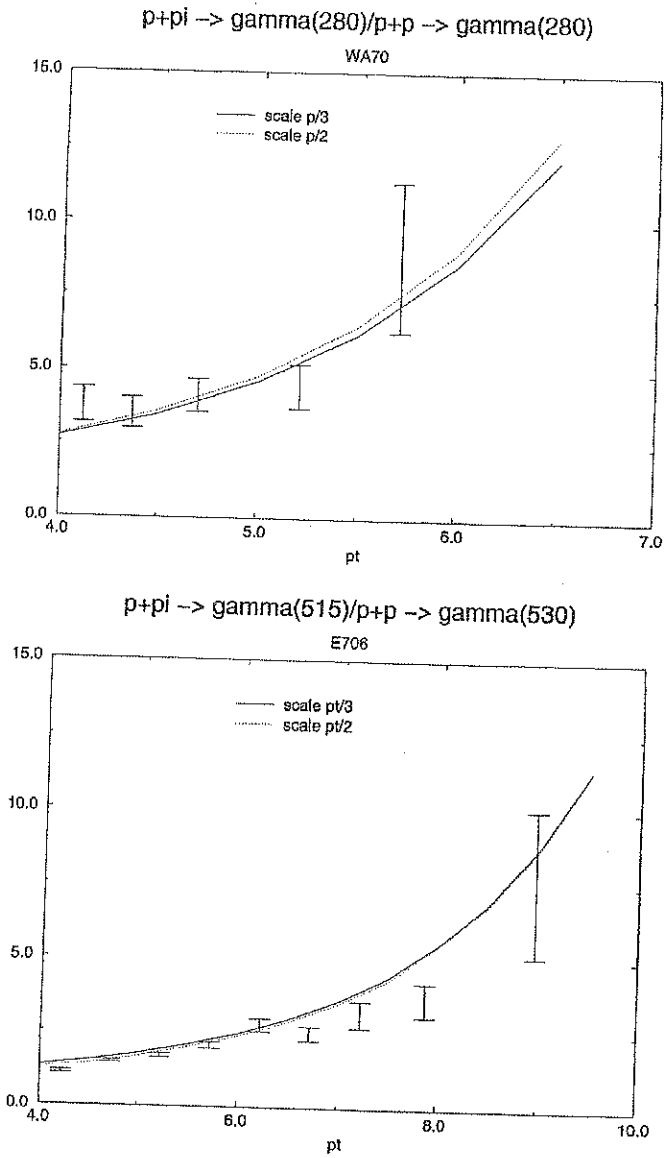 p+pi -> gamma(280)/p+p -> gamma(280)
WA70
15.0
scale p/3
scale p/2
10.0
5.0
0.0
4.0 5.0 6.0 7.0
pt
p+pi -> gamma(515)/p+p -> gamma(530)
E706
15.0
scale pt/3
scale pt/2
10.0
5.0
0.0
4.0 6.0 8.0 10.0
pt